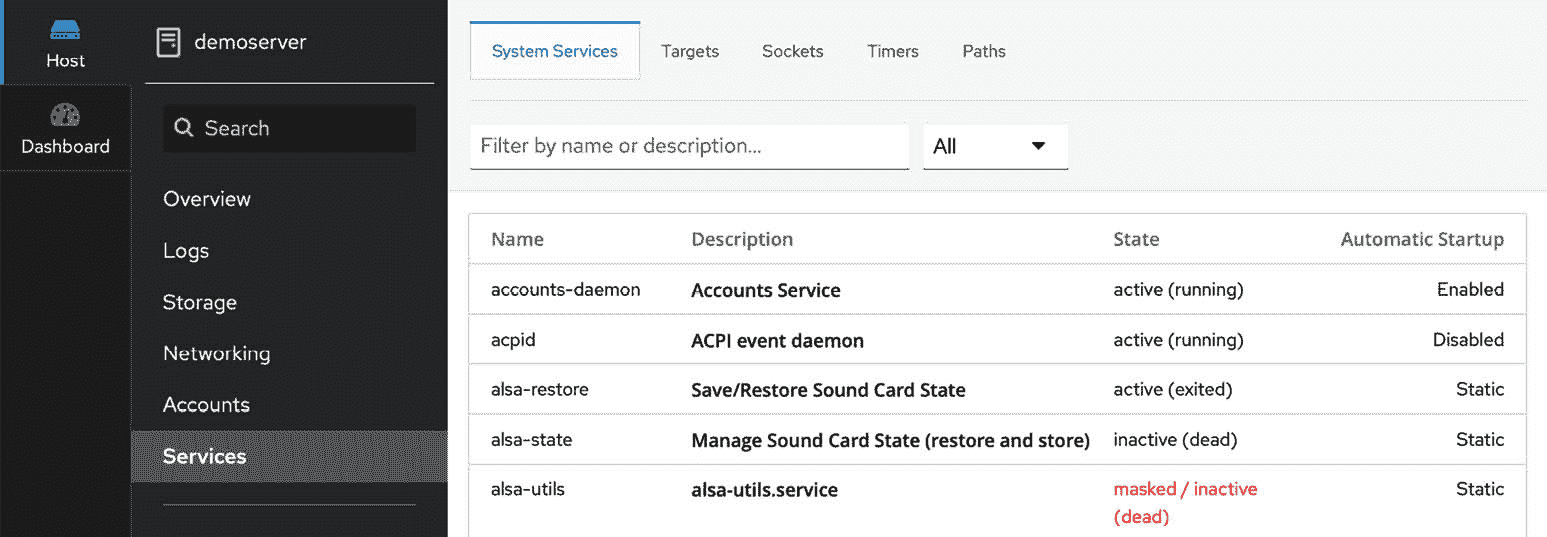 Host
Dashboard
demoserver
Search
Overview
Logs
Storage
Networking
Accounts
Services
System Services Targets Sockets Timers Paths
Filter by name or description... All
Name Description State Automatic Startup
accounts-daemon Accounts Service active (running) Enabled
acpid ACPI event daemon active (running) Disabled
alsa-restore Save/Restore Sound Card State active (exited) Static
alsa-state Manage Sound Card State (restore and store) inactive (dead) Static
alsa-utils alsa-utils.service masked / inactive Static
(dead)